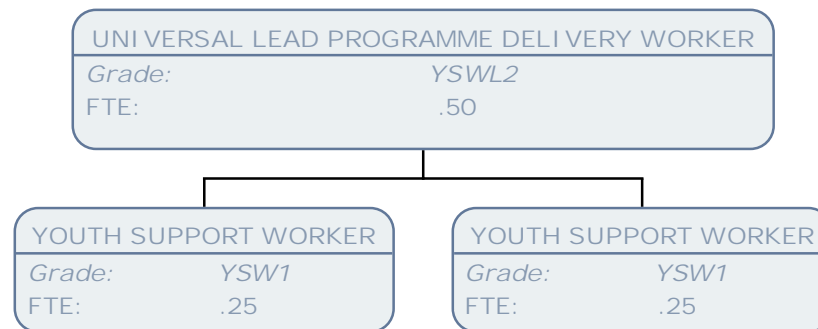 UNIVERSAL LEAD PROGRAMME DELIVERY WORKER
Grade: YSWL2
FTE: .50
YOUTH SUPPORT WORKER
Grade: YSW1
FTE: .25
YOUTH SUPPORT WORKER
Grade: YSW1
FTE: .25